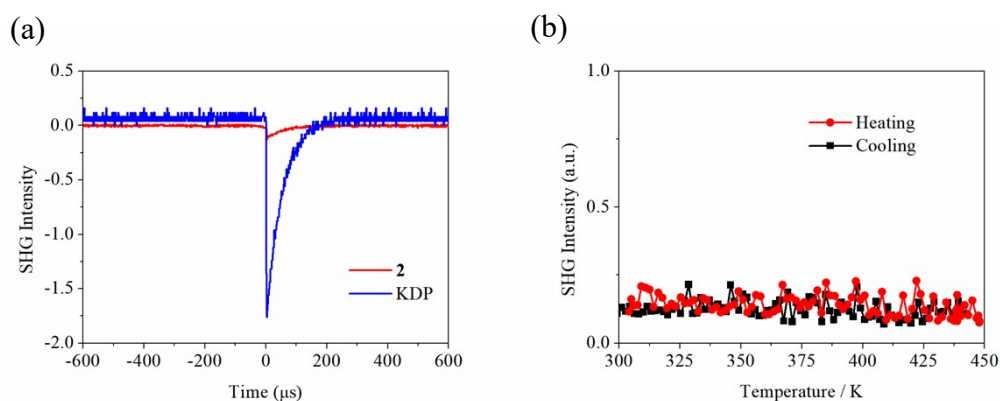 (a)
SHG Intensity
0.5
0.0
-0.5
-1.0
-1.5
-2.0
2
KDP
-600
-400
-200
0
200
400
600
Time (μs)
(b)
SHG Intensity (a.u.)
1.0
0.5
0.0
Heating
Cooling
300
325
350
375
400
425
450
Temperature / K